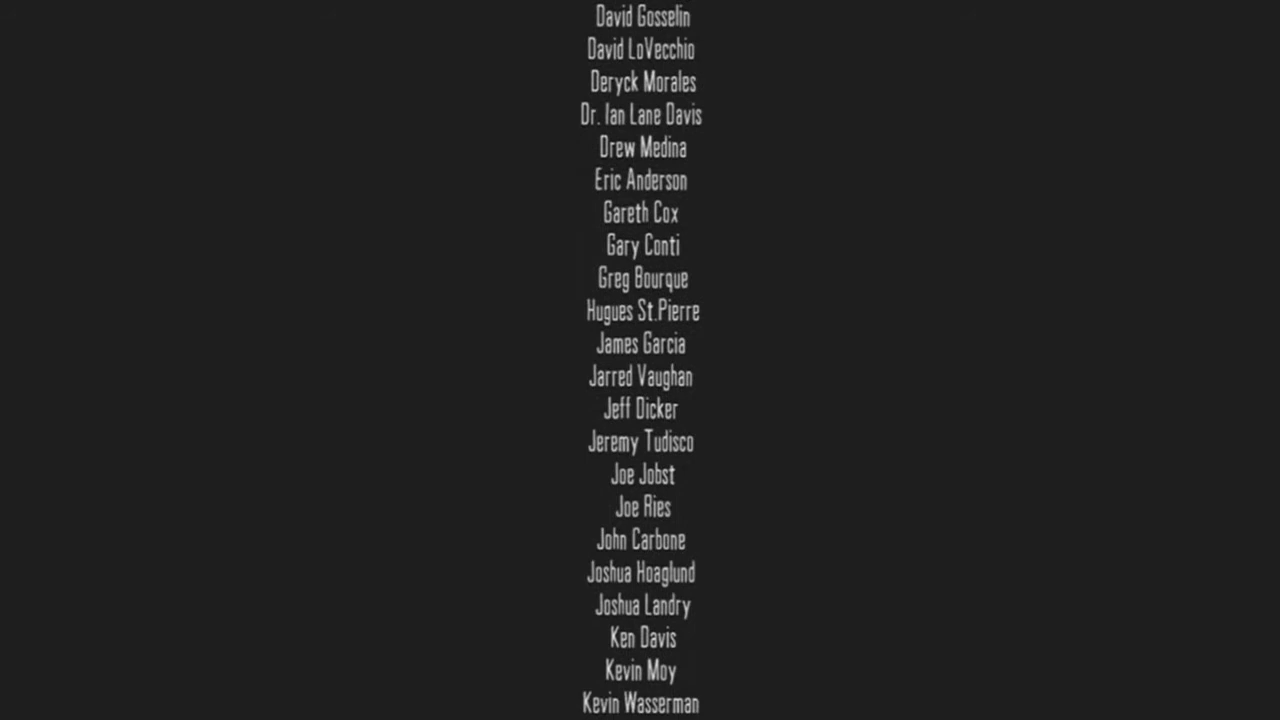 David Gosselin
David LoVecchio
Deryck Morales
Dr. Ian Lane Davis
Drew Medina
Eric Anderson
Gareth Cox
Gary Conti
Greg Bourque
Hugues St.Pierre
James Garcia
Jarred Vaughan
Jeff Dicker
Jeremy Tudisco
Joe Jobst
Joe Ries
John Carbone
Joshua Hoaglund
Joshua Landry
Ken Davis
Kevin Moy
Kevin Wasserman